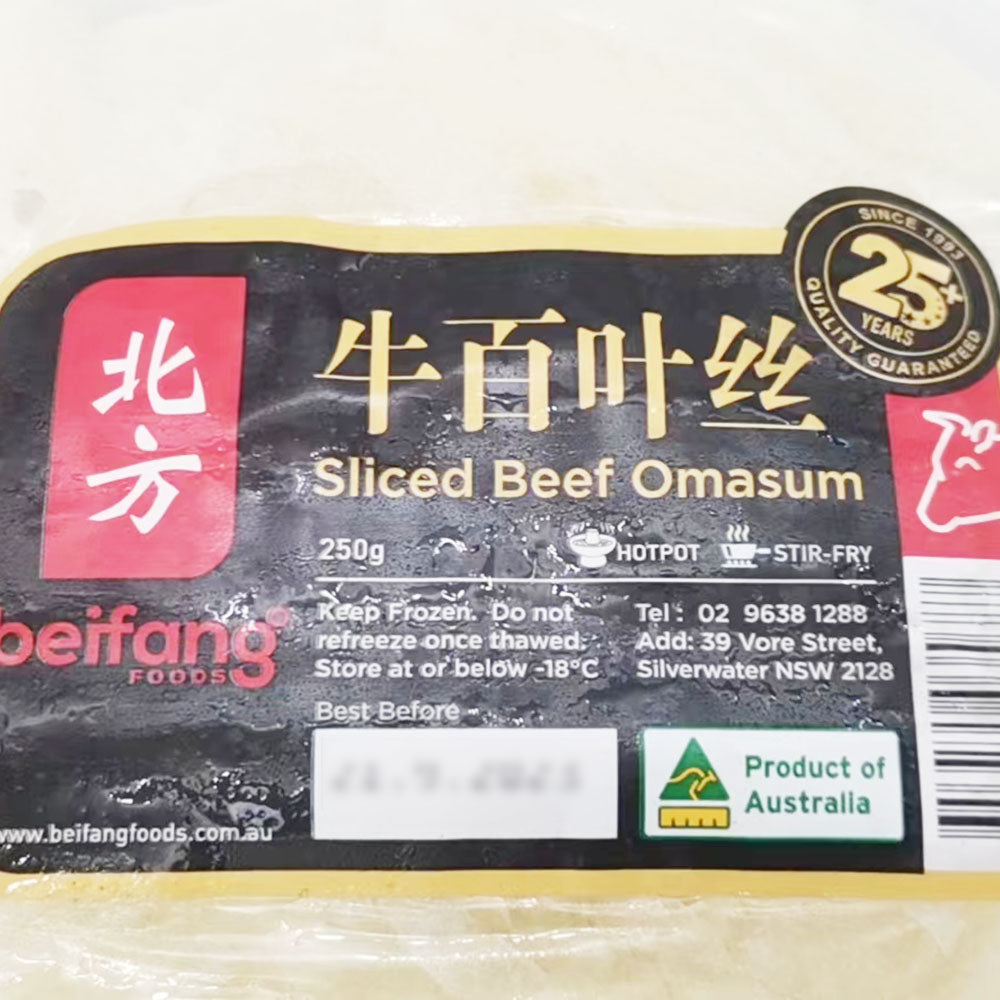 SINCE 1993
25+
YEARS
QUALITY GUARANTEED
北方
牛百叶丝
Sliced Beef Omasum
250g
HOTPOT
STIR-FRY
beifang
FOODS
Keep Frozen. Do not
refreeze once thawed.
Store at or below -18°C
Tel : 02 9638 1288
Add: 39 Vore Street,
Silverwater NSW 2128
Best Before
Product of
Australia
www.beifangfoods.com.au